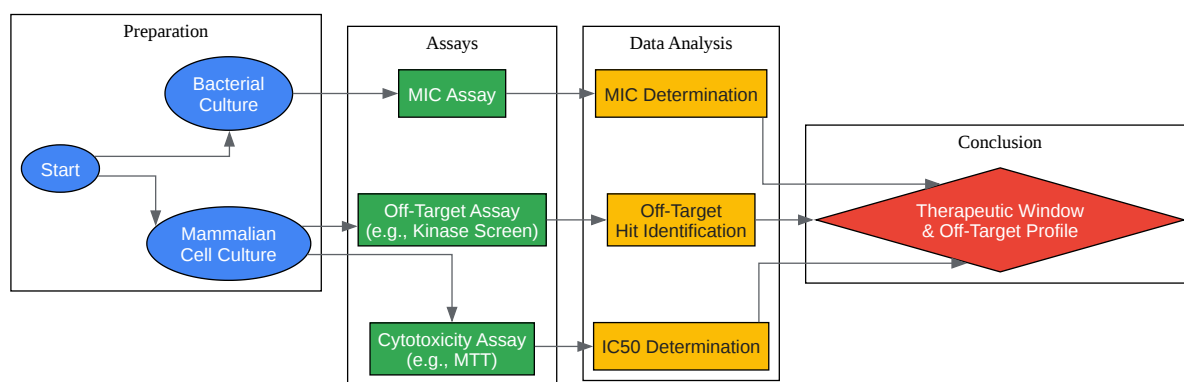 Preparation
Bacterial
Culture
Start
Mammalian
Cell Culture
Assays
MIC Assay
Off-Target Assay
(e.g., Kinase Screen)
Cytotoxicity Assay
(e.g., MTT)
Data Analysis
MIC Determination
Off-Target
Hit Identification
IC50 Determination
Conclusion
Therapeutic Window
& Off-Target Profile